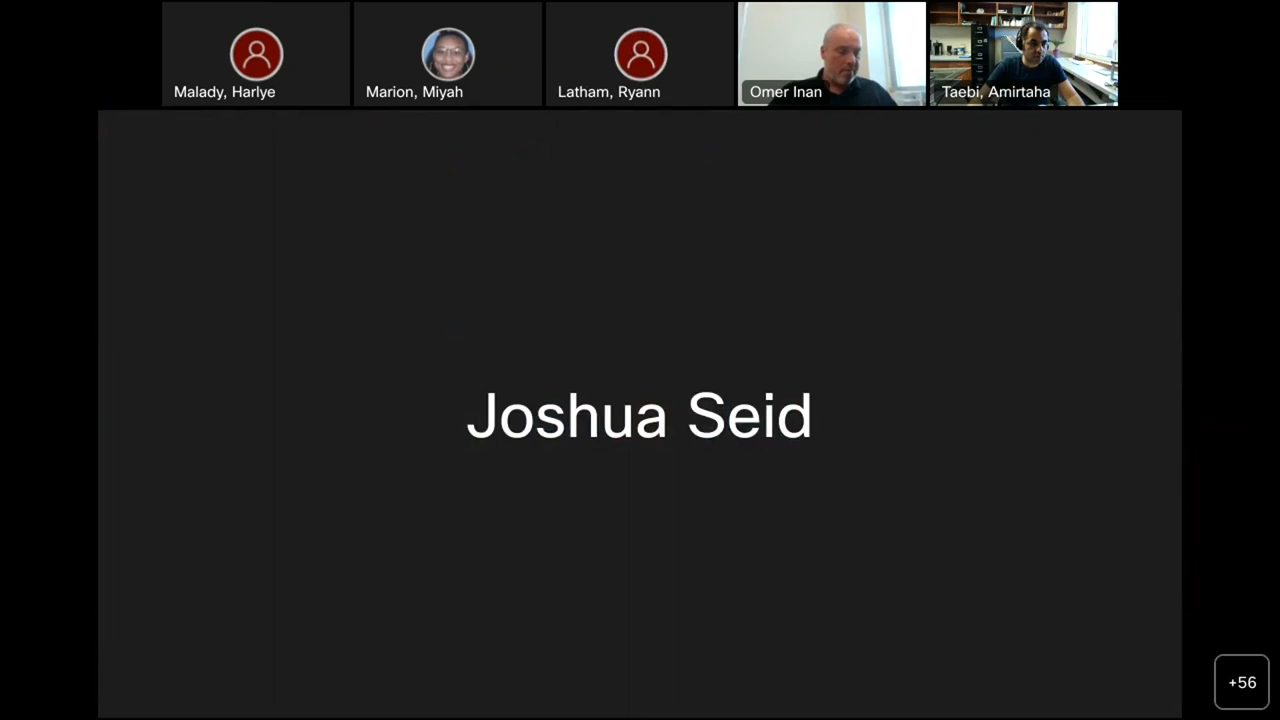 Malady, Harlye
Marion, Miyah
Latham, Ryann
Omer Inan
Taebi, Amirtaha
Joshua Seid
+56